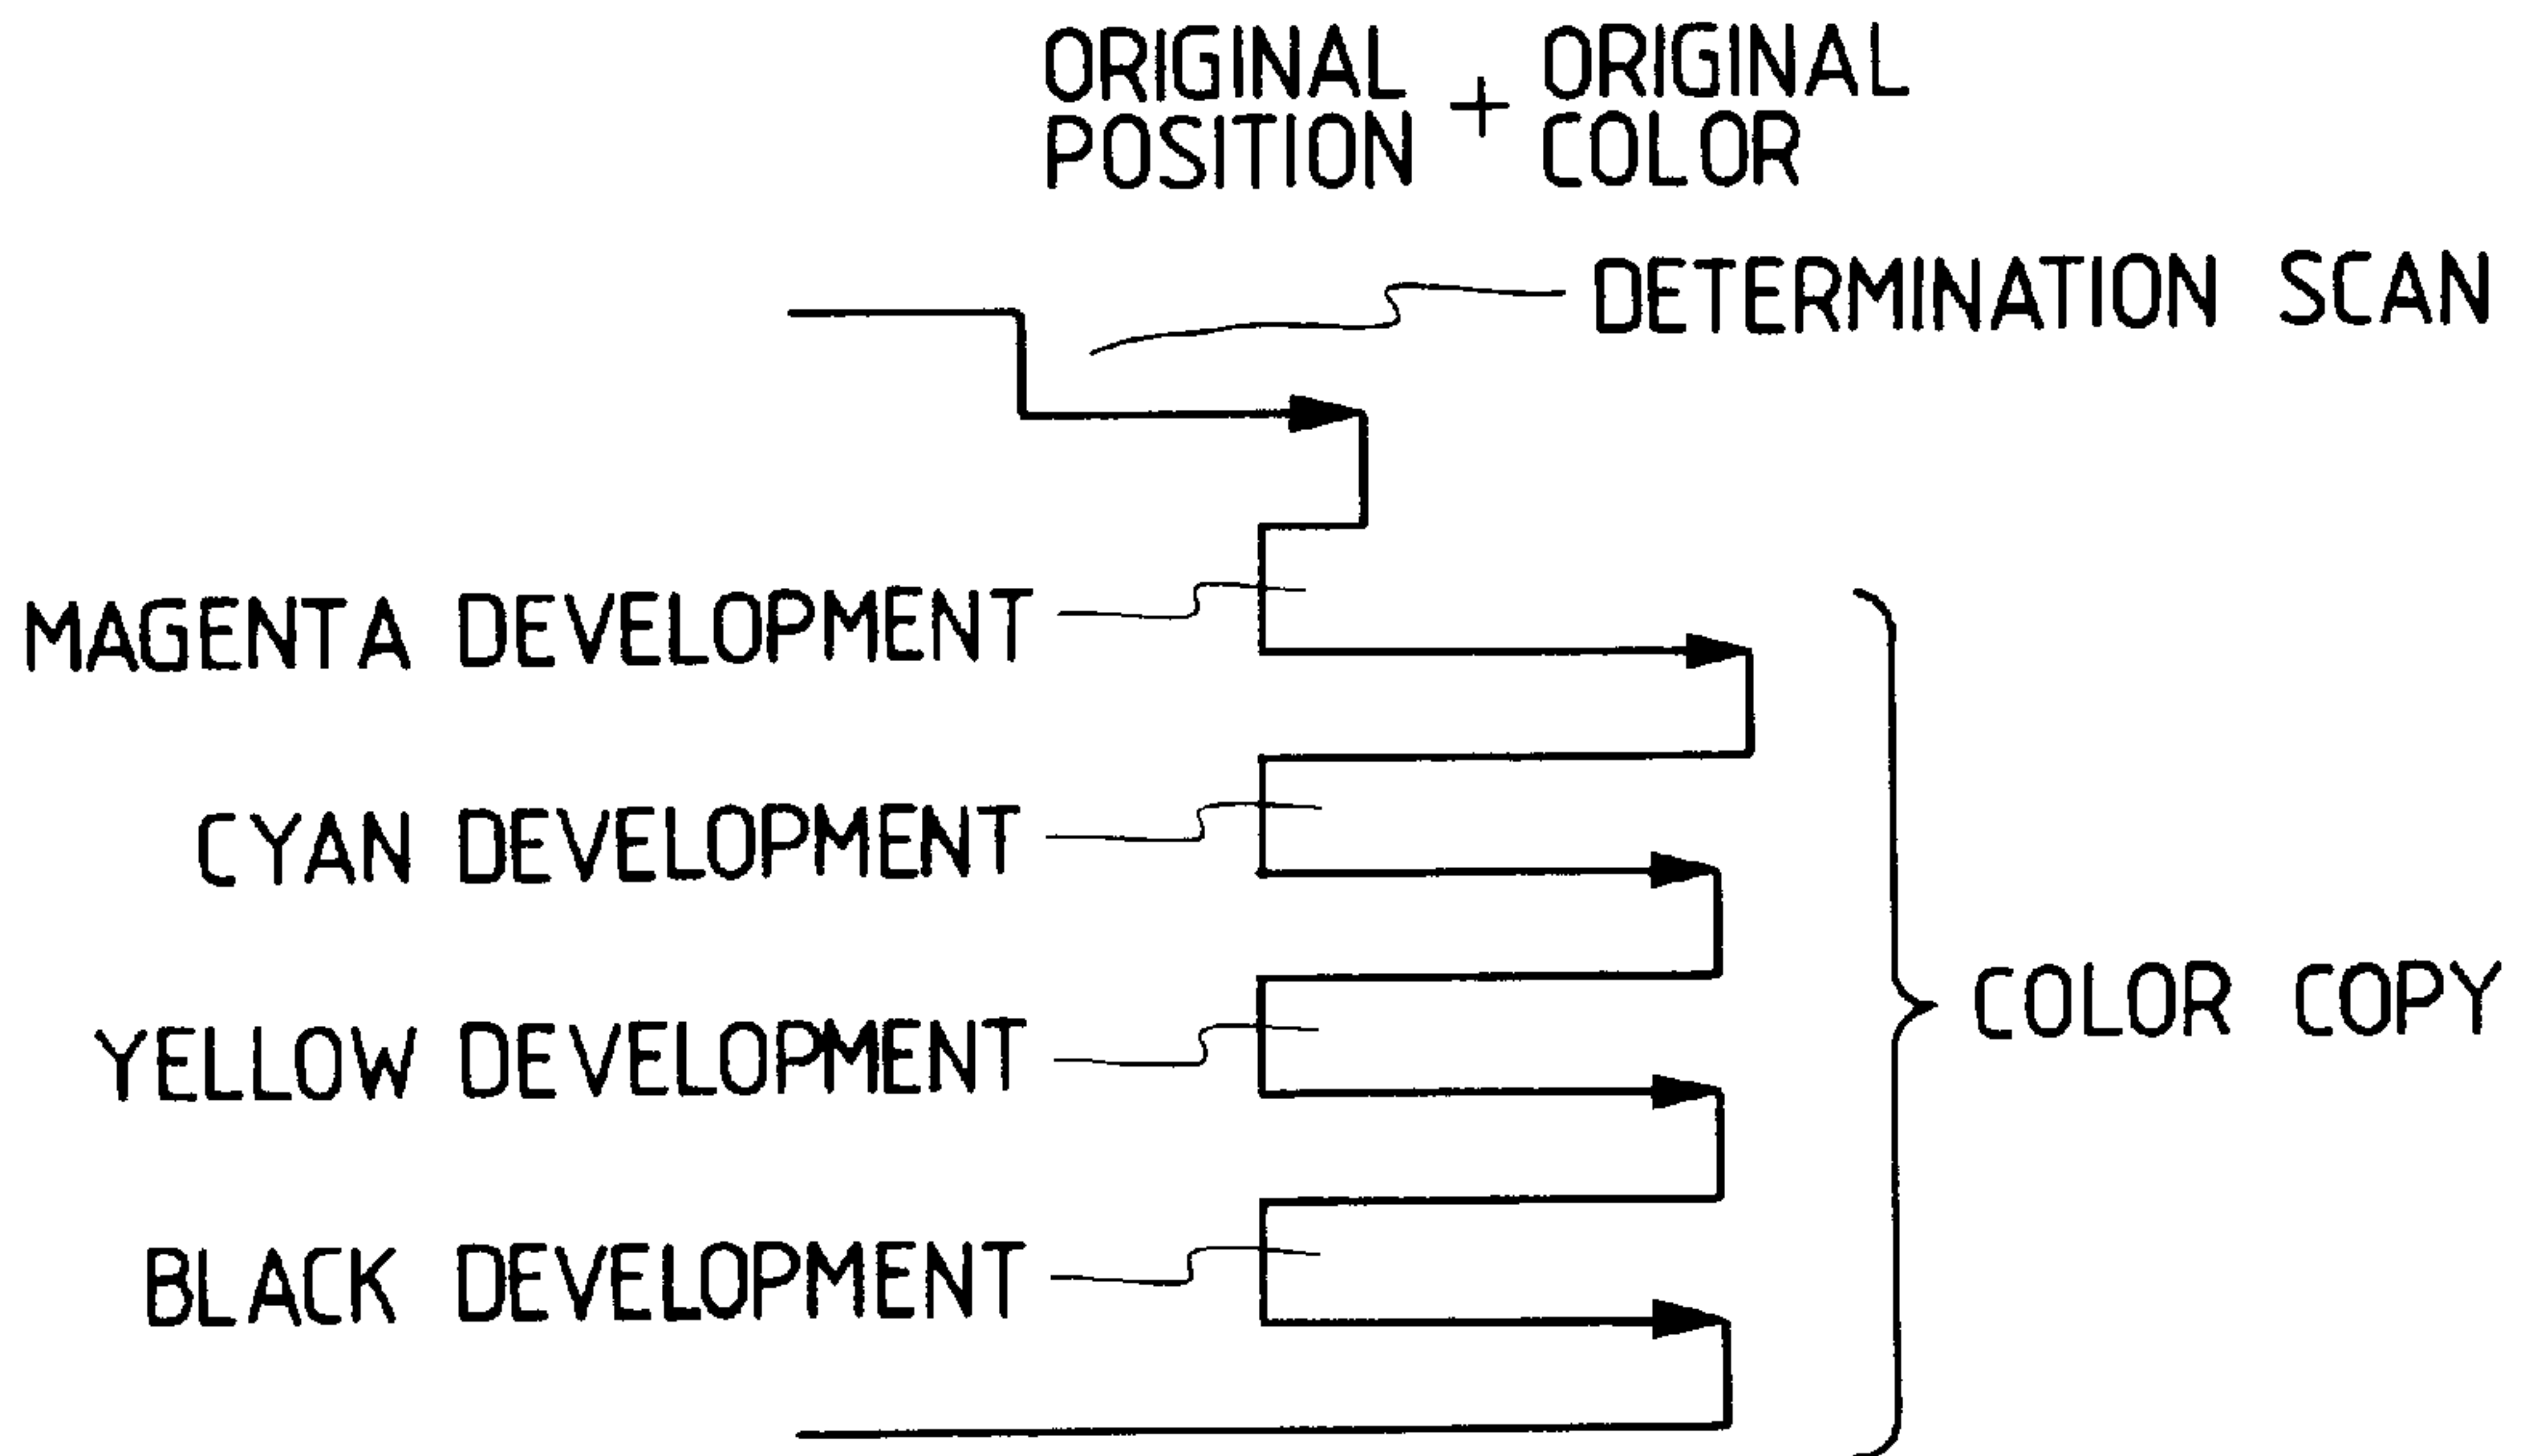 ORIGINAL POSITION + ORIGINAL COLOR
DETERMINATION SCAN
MAGENTA DEVELOPMENT
CYAN DEVELOPMENT
YELLOW DEVELOPMENT
COLOR COPY
BLACK DEVELOPMENT